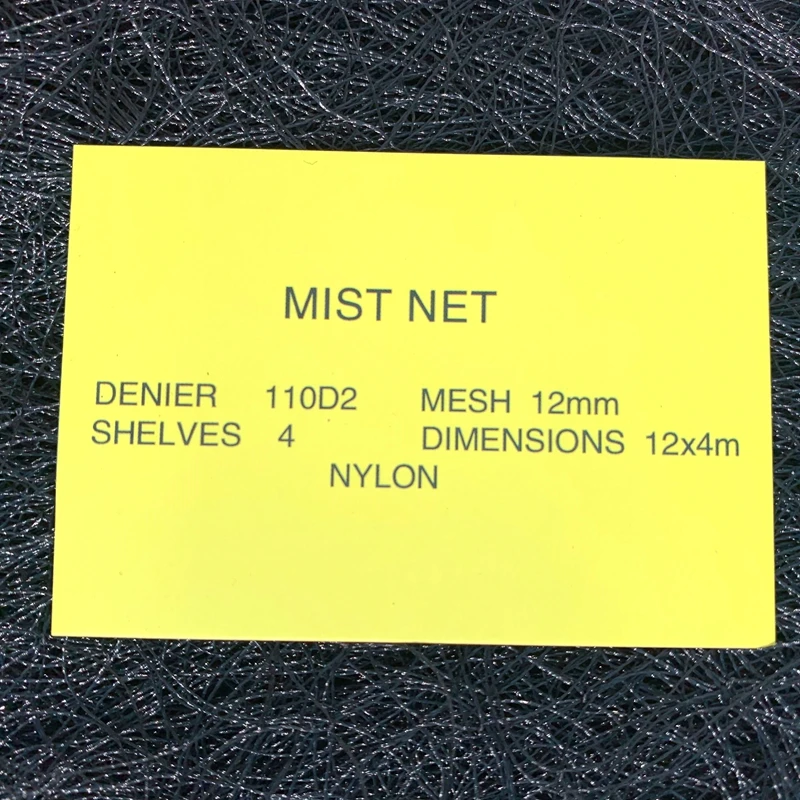 MIST NET
DENIER 110D2 MESH 12mm
SHELVES 4 DIMENSIONS 12x4m
NYLON